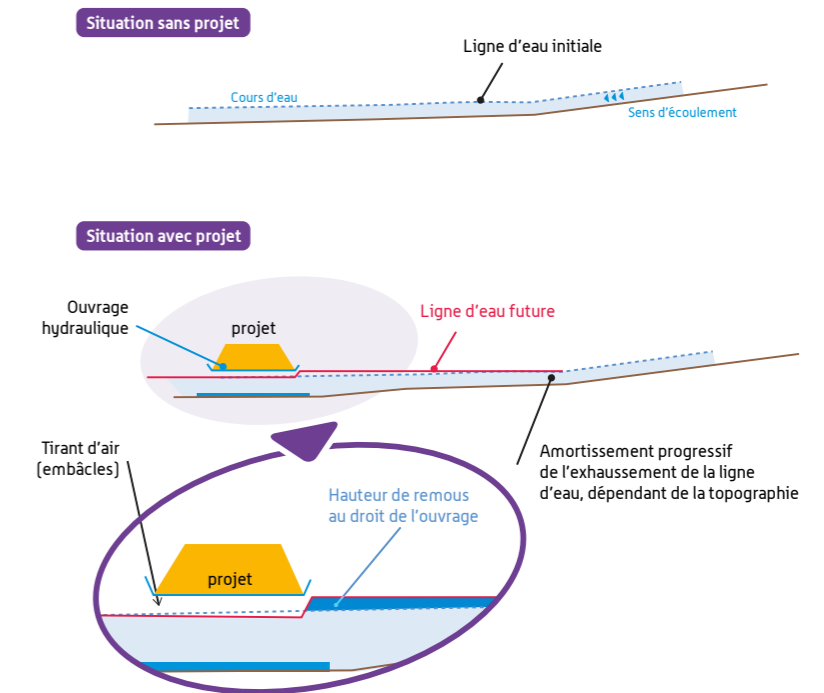 Situation sans projet
Ligne d'eau initiale
Cours d'eau
Sens d'écoulement
Situation avec projet
Ouvrage
hydraulique
projet
Ligne d'eau future
Tirant d'air
(embâcles)
Amortissement progressif
de l'exhaussement de la ligne
d'eau, dépendant de la topographie
Hauteur de remous
au droit de l'ouvrage
projet